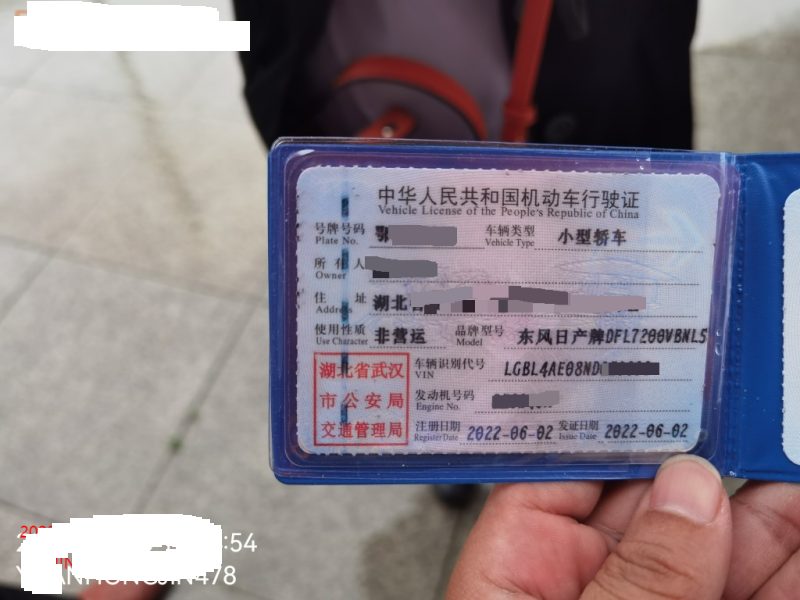 中华人民共和国机动车行驶证
Vehicle License of the People's Republic of China
号牌号码 鄂 车辆类型 小型轿车
Plate No. Vehicle Type
所有人
Owner
住址 湖北省
Address
使用性质 非营运 品牌型号 东风日产牌DFL7200VBNL5
Use Character Model
湖北省武汉
市公安局
交通管理局
车辆识别代号 LGBL4AE08ND
VIN
发动机号码
Engine No.
注册日期 2022-06-02 发证日期 2022-06-02
Register Date Issue Date
:54
478